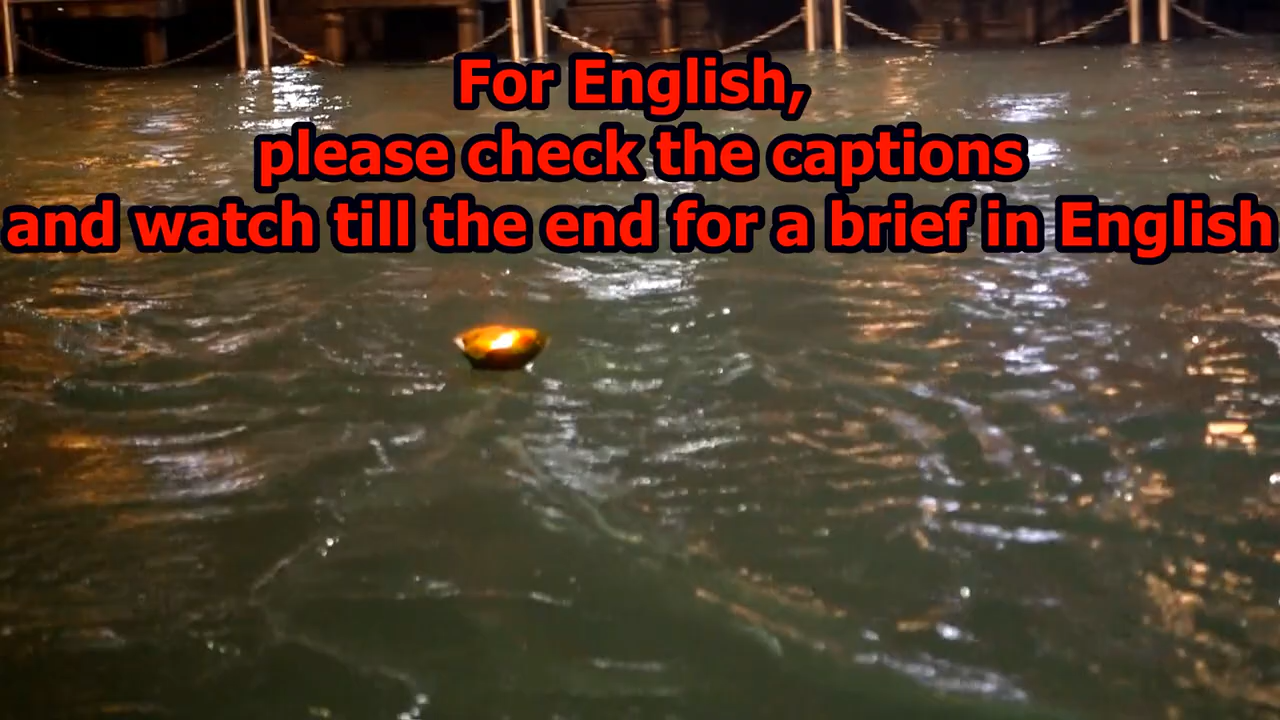 For English,
please check the captions
and watch till the end for a brief in English